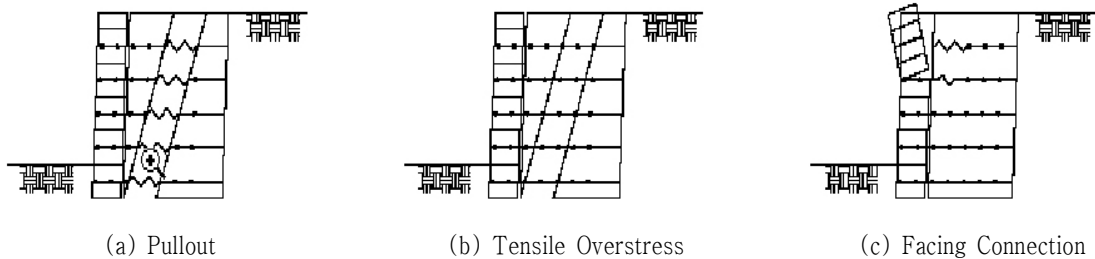 (a) Pullout
(b) Tensile Overstress
(c) Facing Connection